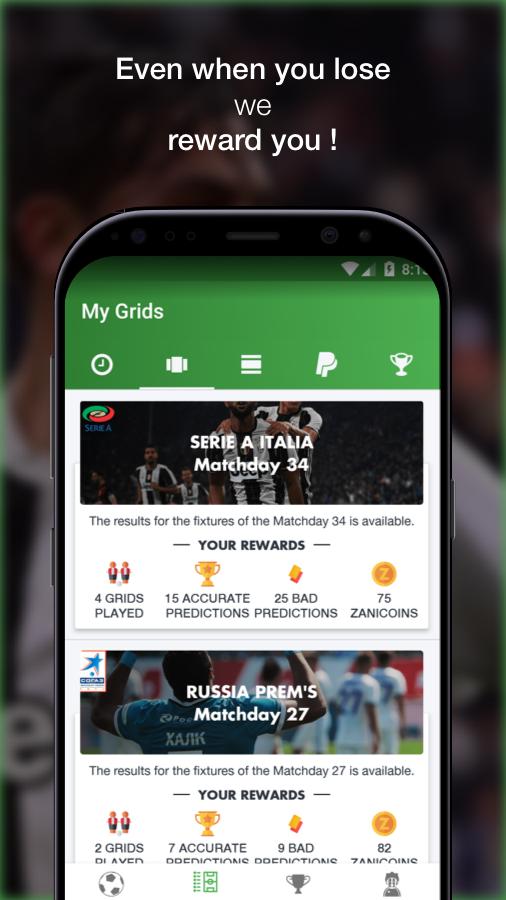 Even when you lose
we
reward you !
8:1
My Grids
SERIE A
SERIE A ITALIA
Matchday 34
The results for the fixtures of the Matchday 34 is available.
YOUR REWARDS
4 GRIDS PLAYED
15 ACCURATE PREDICTIONS
25 BAD PREDICTIONS
75 ZANICOINS
СОГАЗ
RUSSIA PREM'S
Matchday 27
ХАЛК
27
The results for the fixtures of the Matchday 27 is available.
YOUR REWARDS
2 GRIDS PLAYED
7 ACCURATE PREDICTIONS
9 BAD PREDICTIONS
82 ZANICOINS